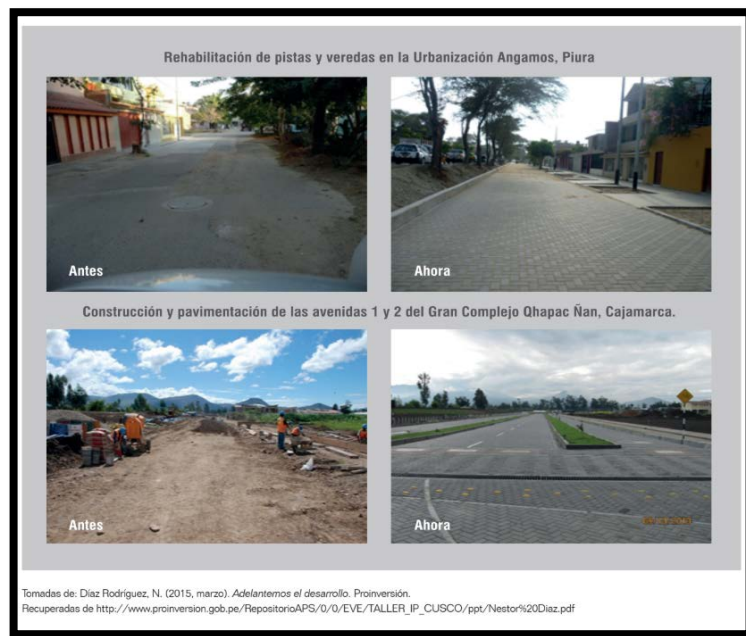 Rehabilitación de pistas y veredas en la Urbanización Angamos, Piura
Antes
Ahora
Construcción y pavimentación de las avenidas 1 y 2 del Gran Complejo Qhapac Ñan, Cajamarca.
Antes
Ahora
Tomadas de: Díaz Rodríguez, N. (2015, marzo). Adelantemos el desarrollo. Proinversión.
Recuperadas de http://www.proinversion.gob.pe/RepositorioAPS/0/0/EVE/TALLER_IP_CUSCO/ppt/Nestor%20Diaz.pdf